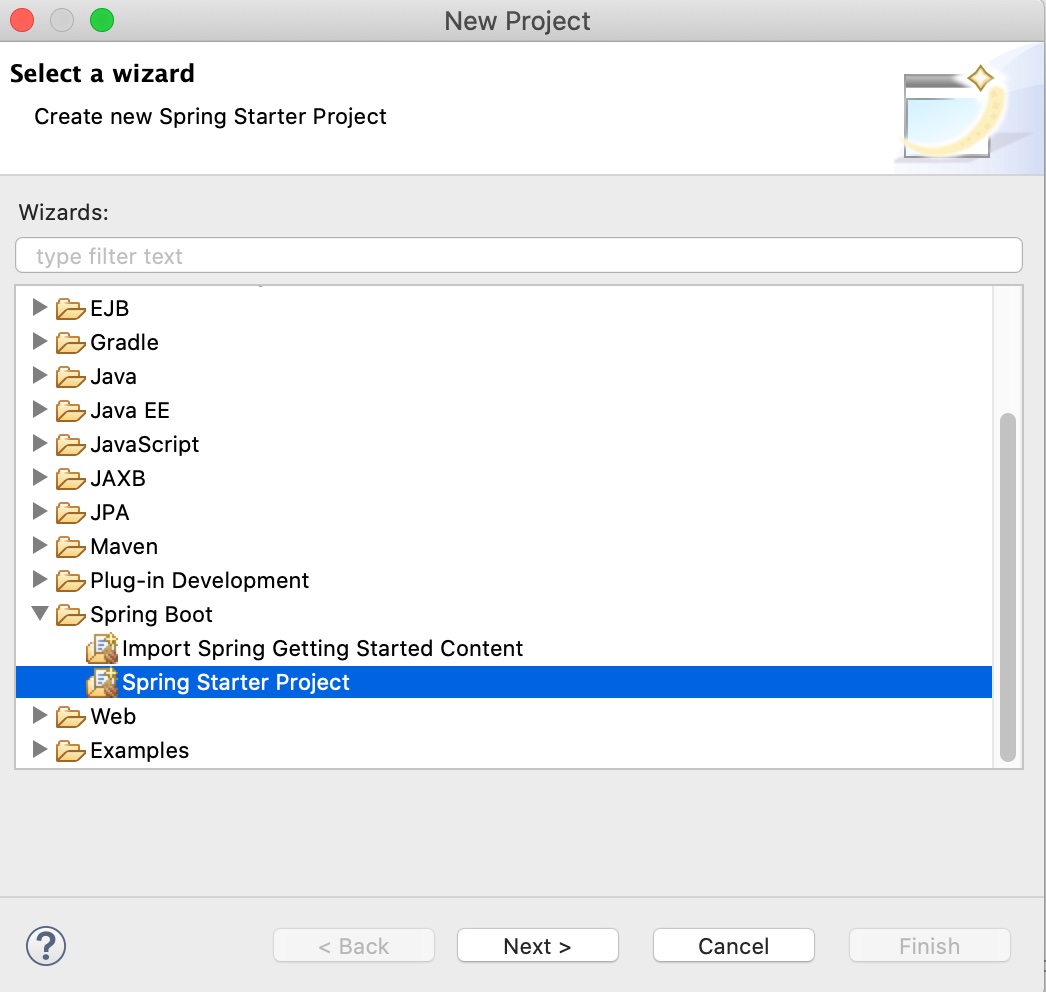 New Project
Select a wizard
Create new Spring Starter Project
Wizards:
type filter text
EJB
Gradle
Java
Java EE
JavaScript
JAXB
JPA
Maven
Plug-in Development
Spring Boot
Import Spring Getting Started Content
Spring Starter Project
Web
Examples
? < Back Next > Cancel Finish